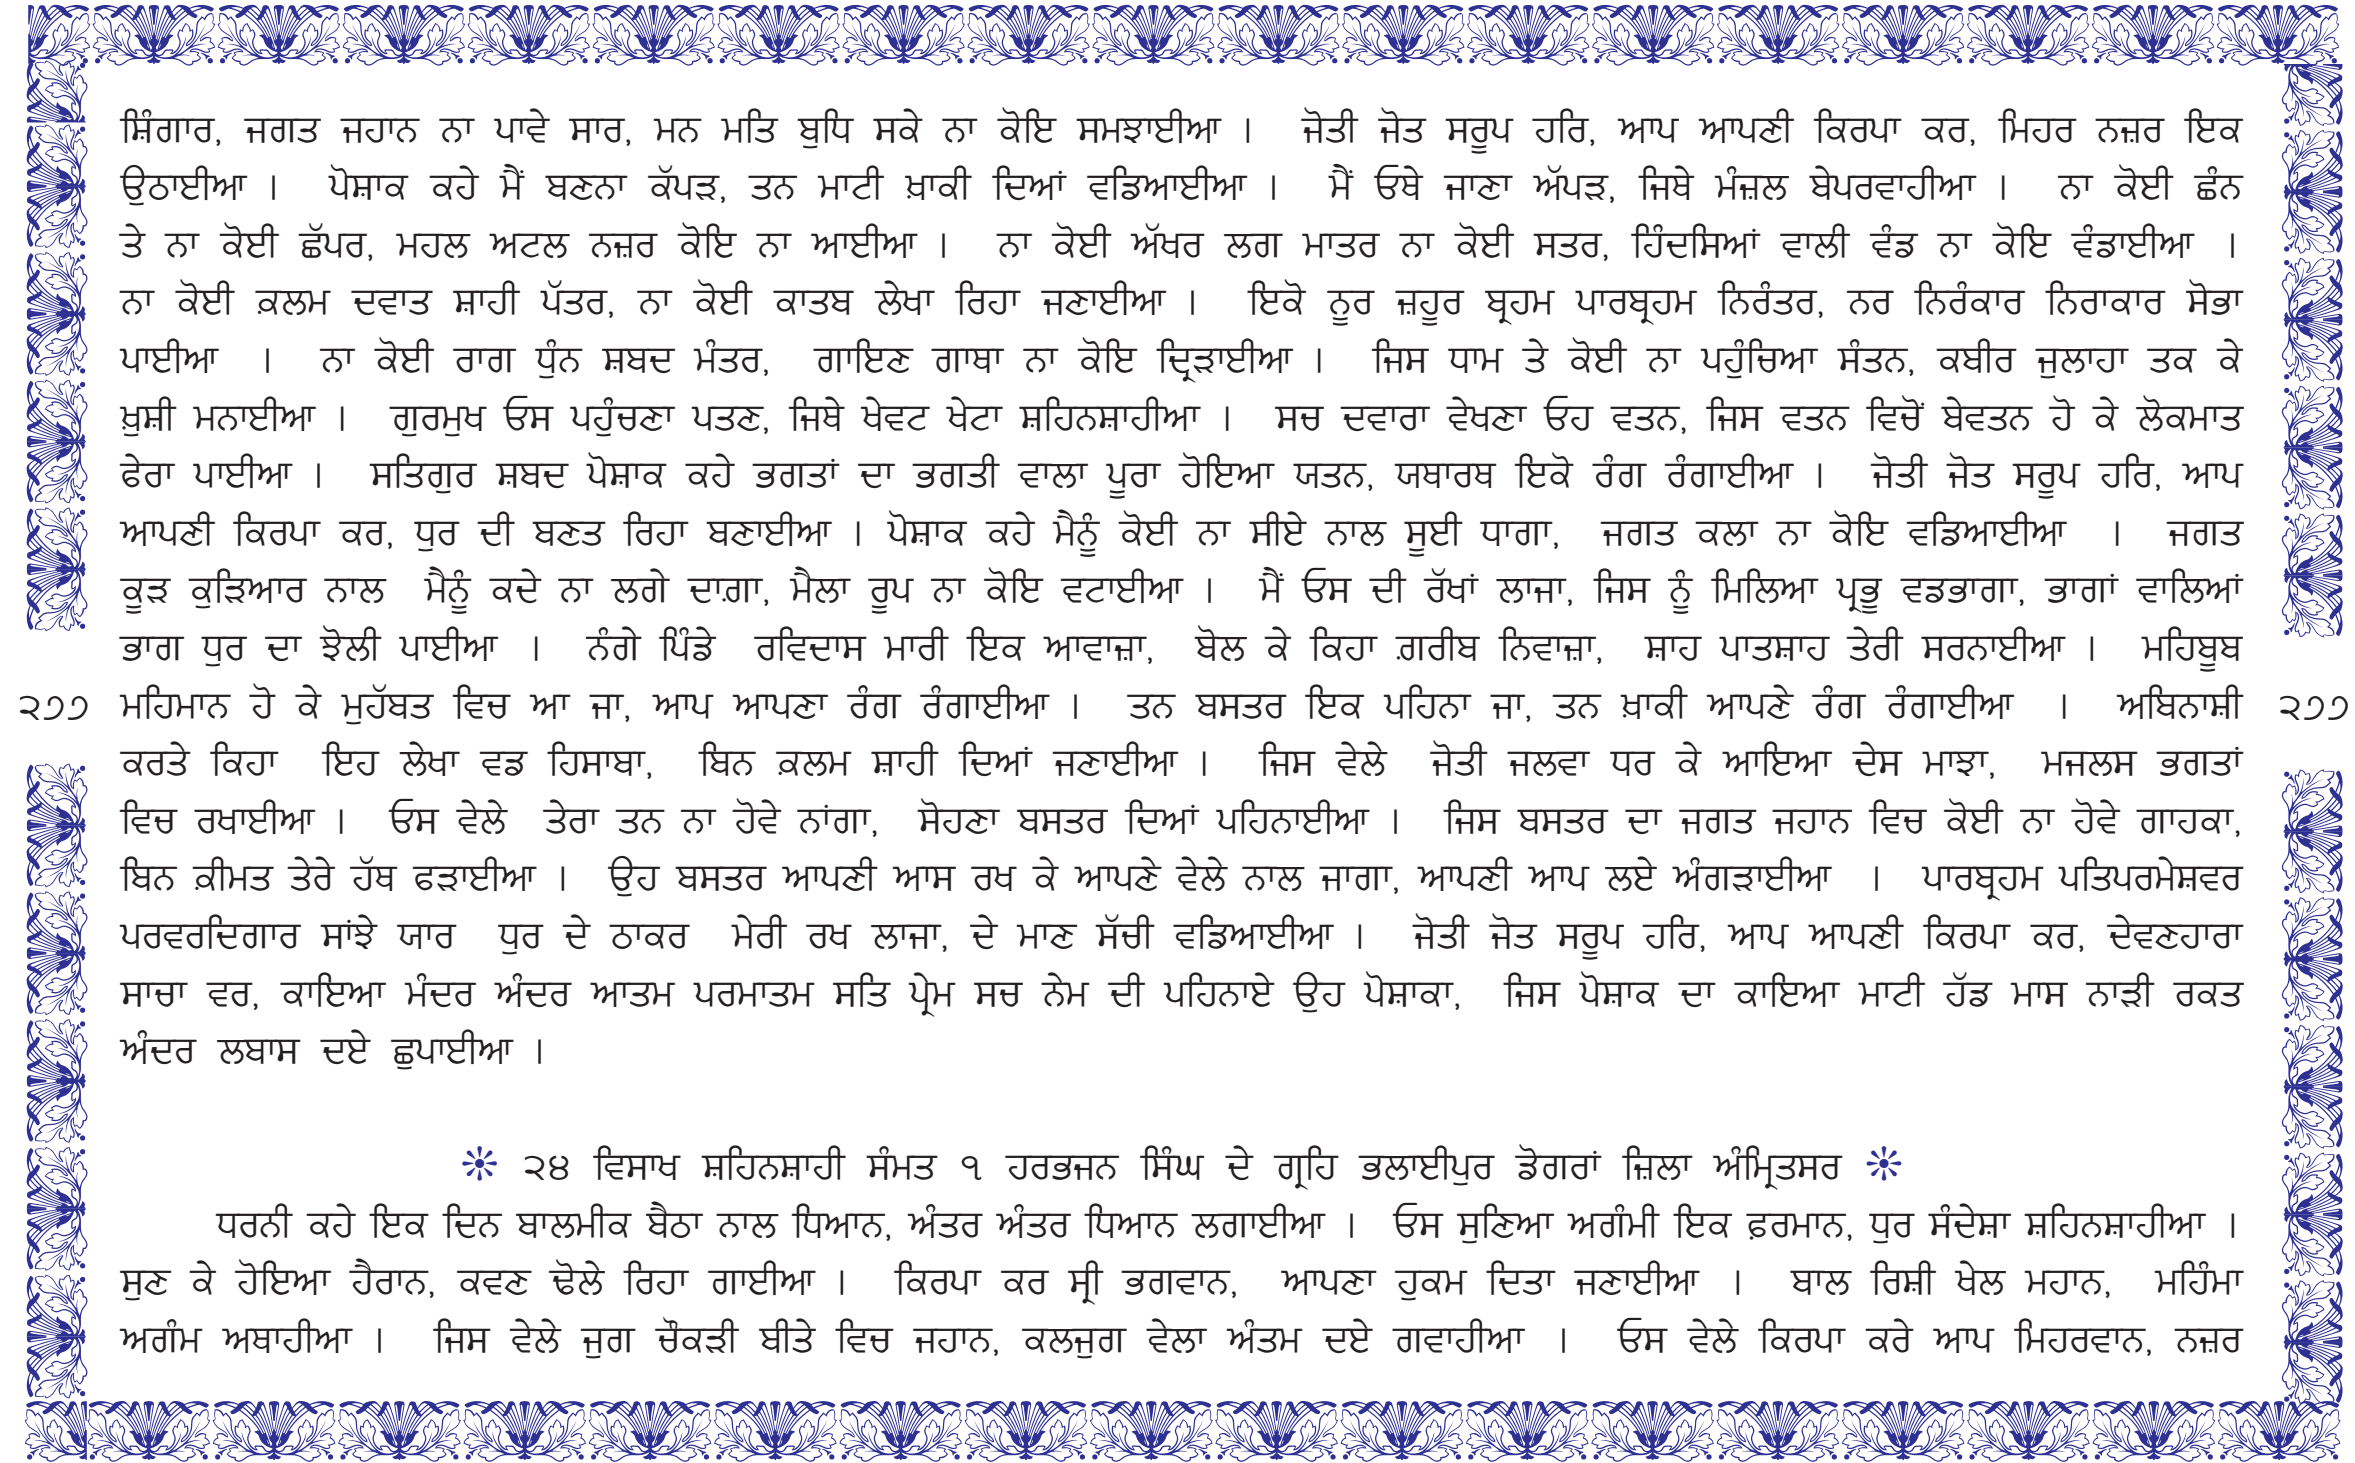 ਸ਼ਿੰਗਾਰ, ਜਗਤ ਜਹਾਨ ਨਾ ਪਾਵੇ ਸਾਰ, ਮਨ ਮਤਿ ਬੁਧਿ ਸਕੇ ਨਾ ਕੋਇ ਸਮਝਾਈਆ । ਜੋਤੀ ਜੋਤ ਸਰੂਪ ਹਰਿ, ਆਪ ਆਪਣੀ ਕਿਰਪਾ ਕਰ, ਮਿਹਰ ਨਜ਼ਰ ਇਕ
ਉਠਾਈਆ । ਪੋਸ਼ਾਕ ਕਹੇ ਮੈਂ ਬਣਨਾ ਕੱਪੜ, ਤਨ ਮਾਟੀ ਖ਼ਾਕੀ ਦਿਆਂ ਵਡਿਆਈਆ । ਮੈਂ ਓਥੇ ਜਾਣਾ ਅੱਪੜ, ਜਿਥੇ ਮੰਜ਼ਲ ਬੇਪਰਵਾਹੀਆ । ਨਾ ਕੋਈ ਛੰਨ
ਤੇ ਨਾ ਕੋਈ ਛੱਪਰ, ਮਹਲ ਅਟਲ ਨਜ਼ਰ ਕੋਇ ਨਾ ਆਈਆ । ਨਾ ਕੋਈ ਅੱਖਰ ਲਗ ਮਾਤਰ ਨਾ ਕੋਈ ਸਤਰ, ਹਿੰਦਸਿਆਂ ਵਾਲੀ ਵੰਡ ਨਾ ਕੋਇ ਵੰਡਾਈਆ ।
ਨਾ ਕੋਈ ਕ਼ਲਮ ਦਵਾਤ ਸ਼ਾਹੀ ਪੱਤਰ, ਨਾ ਕੋਈ ਕਾਤਬ ਲੇਖਾ ਰਿਹਾ ਜਣਾਈਆ । ਇਕੋ ਨੂਰ ਜ਼ਹੂਰ ਬ੍ਰਹਮ ਪਾਰਬ੍ਰਹਮ ਨਿਰੰਤਰ, ਨਰ ਨਿਰੰਕਾਰ ਨਿਰਾਕਾਰ ਸੋਭਾ
ਪਾਈਆ । ਨਾ ਕੋਈ ਰਾਗ ਧੁੰਨ ਸ਼ਬਦ ਮੰਤਰ, ਗਾਇਣ ਗਾਥਾ ਨਾ ਕੋਇ ਦ੍ਰਿੜਾਈਆ । ਜਿਸ ਧਾਮ ਤੇ ਕੋਈ ਨਾ ਪਹੁੰਚਿਆ ਸੰਤਨ, ਕਬੀਰ ਜੁਲਾਹਾ ਤਕ ਕੇ
ਖ਼ੁਸ਼ੀ ਮਨਾਈਆ । ਗੁਰਮੁਖ ਓਸ ਪਹੁੰਚਣਾ ਪਤਣ, ਜਿਥੇ ਖੇਵਟ ਖੇਟਾ ਸ਼ਹਿਨਸ਼ਾਹੀਆ । ਸਚ ਦਵਾਰਾ ਵੇਖਣਾ ਓਹ ਵਤਨ, ਜਿਸ ਵਤਨ ਵਿਚੋਂ ਬੇਵਤਨ ਹੋ ਕੇ ਲੋਕਮਾਤ
ਫੇਰਾ ਪਾਈਆ । ਸਤਿਗੁਰ ਸ਼ਬਦ ਪੋਸ਼ਾਕ ਕਹੇ ਭਗਤਾਂ ਦਾ ਭਗਤੀ ਵਾਲਾ ਪੂਰਾ ਹੋਇਆ ਯਤਨ, ਯਥਾਰਥ ਇਕੋ ਰੰਗ ਰੰਗਾਈਆ । ਜੋਤੀ ਜੋਤ ਸਰੂਪ ਹਰਿ, ਆਪ
ਆਪਣੀ ਕਿਰਪਾ ਕਰ, ਧੁਰ ਦੀ ਬਣਤ ਰਿਹਾ ਬਣਾਈਆ । ਪੋਸ਼ਾਕ ਕਹੇ ਮੈਨੂੰ ਕੋਈ ਨਾ ਸੀਏ ਨਾਲ ਸੂਈ ਧਾਗਾ, ਜਗਤ ਕਲਾ ਨਾ ਕੋਇ ਵਡਿਆਈਆ । ਜਗਤ
ਕੂੜ ਕੁੜਿਆਰ ਨਾਲ ਮੈਨੂੰ ਕਦੇ ਨਾ ਲਗੇ ਦਾਗ਼ਾ, ਮੈਲਾ ਰੂਪ ਨਾ ਕੋਇ ਵਟਾਈਆ । ਮੈਂ ਓਸ ਦੀ ਰੱਖਾਂ ਲਾਜਾ, ਜਿਸ ਨੂੰ ਮਿਲਿਆ ਪ੍ਰਭੂ ਵਡਭਾਗਾ, ਭਾਗਾਂ ਵਾਲਿਆਂ
ਭਾਗ ਧੁਰ ਦਾ ਝੋਲੀ ਪਾਈਆ । ਨੰਗੇ ਪਿੰਡੇ ਰਵਿਦਾਸ ਮਾਰੀ ਇਕ ਆਵਾਜ਼ਾ, ਬੋਲ ਕੇ ਕਿਹਾ ਗ਼ਰੀਬ ਨਿਵਾਜ਼ਾ, ਸ਼ਾਹ ਪਾਤਸ਼ਾਹ ਤੇਰੀ ਸਰਨਾਈਆ । ਮਹਿਬੂਬ
੨੭੭ ਮਹਿਮਾਨ ਹੋ ਕੇ ਮੁਹੱਬਤ ਵਿਚ ਆ ਜਾ, ਆਪ ਆਪਣਾ ਰੰਗ ਰੰਗਾਈਆ । ਤਨ ਬਸਤਰ ਇਕ ਪਹਿਨਾ ਜਾ, ਤਨ ਖ਼ਾਕੀ ਆਪਣੇ ਰੰਗ ਰੰਗਾਈਆ । ਅਬਿਨਾਸ਼ੀ ੨੭੭
ਕਰਤੇ ਕਿਹਾ ਇਹ ਲੇਖਾ ਵਡ ਹਿਸਾਬਾ, ਬਿਨ ਕ਼ਲਮ ਸ਼ਾਹੀ ਦਿਆਂ ਜਣਾਈਆ । ਜਿਸ ਵੇਲੇ ਜੋਤੀ ਜਲਵਾ ਧਰ ਕੇ ਆਇਆ ਦੇਸ ਮਾਝਾ, ਮਜਲਸ ਭਗਤਾਂ
ਵਿਚ ਰਖਾਈਆ । ਓਸ ਵੇਲੇ ਤੇਰਾ ਤਨ ਨਾ ਹੋਵੇ ਨਾਂਗਾ, ਸੋਹਣਾ ਬਸਤਰ ਦਿਆਂ ਪਹਿਨਾਈਆ । ਜਿਸ ਬਸਤਰ ਦਾ ਜਗਤ ਜਹਾਨ ਵਿਚ ਕੋਈ ਨਾ ਹੋਵੇ ਗਾਹਕਾ,
ਬਿਨ ਕ਼ੀਮਤ ਤੇਰੇ ਹੱਥ ਫੜਾਈਆ । ਉਹ ਬਸਤਰ ਆਪਣੀ ਆਸ ਰਖ ਕੇ ਆਪਣੇ ਵੇਲੇ ਨਾਲ ਜਾਗਾ, ਆਪਣੀ ਆਪ ਲਏ ਅੰਗੜਾਈਆ । ਪਾਰਬ੍ਰਹਮ ਪਤਿਪਰਮੇਸ਼ਵਰ
ਪਰਵਰਦਿਗਾਰ ਸਾਂਝੇ ਯਾਰ ਧੁਰ ਦੇ ਠਾਕਰ ਮੇਰੀ ਰਖ ਲਾਜਾ, ਦੇ ਮਾਣ ਸੱਚੀ ਵਡਿਆਈਆ । ਜੋਤੀ ਜੋਤ ਸਰੂਪ ਹਰਿ, ਆਪ ਆਪਣੀ ਕਿਰਪਾ ਕਰ, ਦੇਵਣਹਾਰਾ
ਸਾਚਾ ਵਰ, ਕਾਇਆ ਮੰਦਰ ਅੰਦਰ ਆਤਮ ਪਰਮਾਤਮ ਸਤਿ ਪ੍ਰੇਮ ਸਚ ਨੇਮ ਦੀ ਪਹਿਨਾਏ ਉਹ ਪੋਸ਼ਾਕਾ, ਜਿਸ ਪੋਸ਼ਾਕ ਦਾ ਕਾਇਆ ਮਾਟੀ ਹੱਡ ਮਾਸ ਨਾੜੀ ਰਕਤ
ਅੰਦਰ ਲਬਾਸ ਦਏ ਛੁਪਾਈਆ ।
❊ ੨੪ ਵਿਸਾਖ ਸ਼ਹਿਨਸ਼ਾਹੀ ਸੰਮਤ ੧ ਹਰਭਜਨ ਸਿੰਘ ਦੇ ਗ੍ਰਹਿ ਭਲਾਈਪੁਰ ਡੋਗਰਾਂ ਜ਼ਿਲਾ ਅੰਮ੍ਰਿਤਸਰ ❊
ਧਰਨੀ ਕਹੇ ਇਕ ਦਿਨ ਬਾਲਮੀਕ ਬੈਠਾ ਨਾਲ ਧਿਆਨ, ਅੰਤਰ ਅੰਤਰ ਧਿਆਨ ਲਗਾਈਆ । ਓਸ ਸੁਣਿਆ ਅਗੰਮੀ ਇਕ ਫ਼ਰਮਾਨ, ਧੁਰ ਸੰਦੇਸ਼ਾ ਸ਼ਹਿਨਸ਼ਾਹੀਆ ।
ਸੁਣ ਕੇ ਹੋਇਆ ਹੈਰਾਨ, ਕਵਣ ਢੋਲੇ ਰਿਹਾ ਗਾਈਆ । ਕਿਰਪਾ ਕਰ ਸ੍ਰੀ ਭਗਵਾਨ, ਆਪਣਾ ਹੁਕਮ ਦਿਤਾ ਜਣਾਈਆ । ਬਾਲ ਰਿਸ਼ੀ ਖੇਲ ਮਹਾਨ, ਮਹਿੰਮਾ
ਅਗੰਮ ਅਥਾਹੀਆ । ਜਿਸ ਵੇਲੇ ਜੁਗ ਚੌਕੜੀ ਬੀਤੇ ਵਿਚ ਜਹਾਨ, ਕਲਜੁਗ ਵੇਲਾ ਅੰਤਮ ਦਏ ਗਵਾਹੀਆ । ਓਸ ਵੇਲੇ ਕਿਰਪਾ ਕਰੇ ਆਪ ਮਿਹਰਵਾਨ, ਨਜ਼ਰ